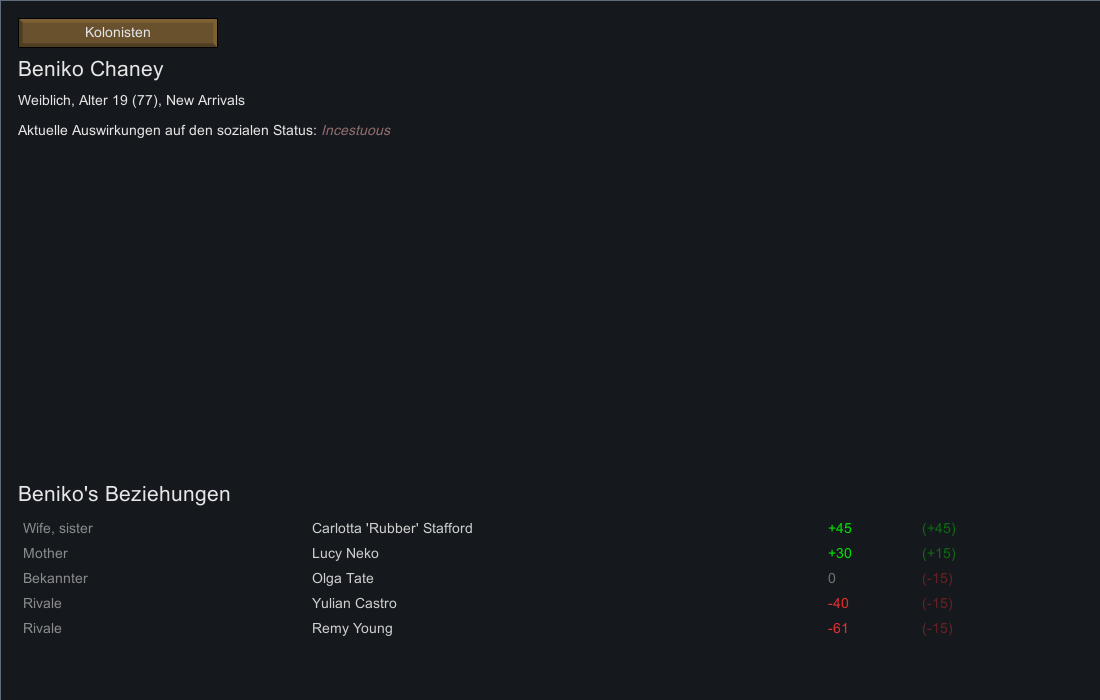 Kolonisten
Beniko Chaney
Weiblich, Alter 19 (77), New Arrivals
Aktuelle Auswirkungen auf den sozialen Status: Incestuous
Beniko's Beziehungen
Wife, sister Carlotta 'Rubber' Stafford +45 (+45)
Mother Lucy Neko +30 (+15)
Bekannter Olga Tate 0 (-15)
Rivale Yulian Castro -40 (-15)
Rivale Remy Young -61 (-15)